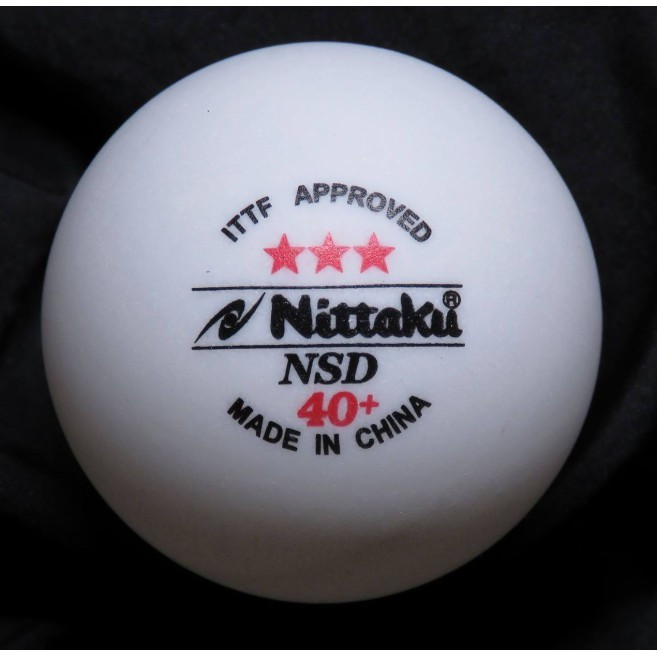 ITTF APPROVED
★★★
Nittaku®
NSD
40+
MADE IN CHINA